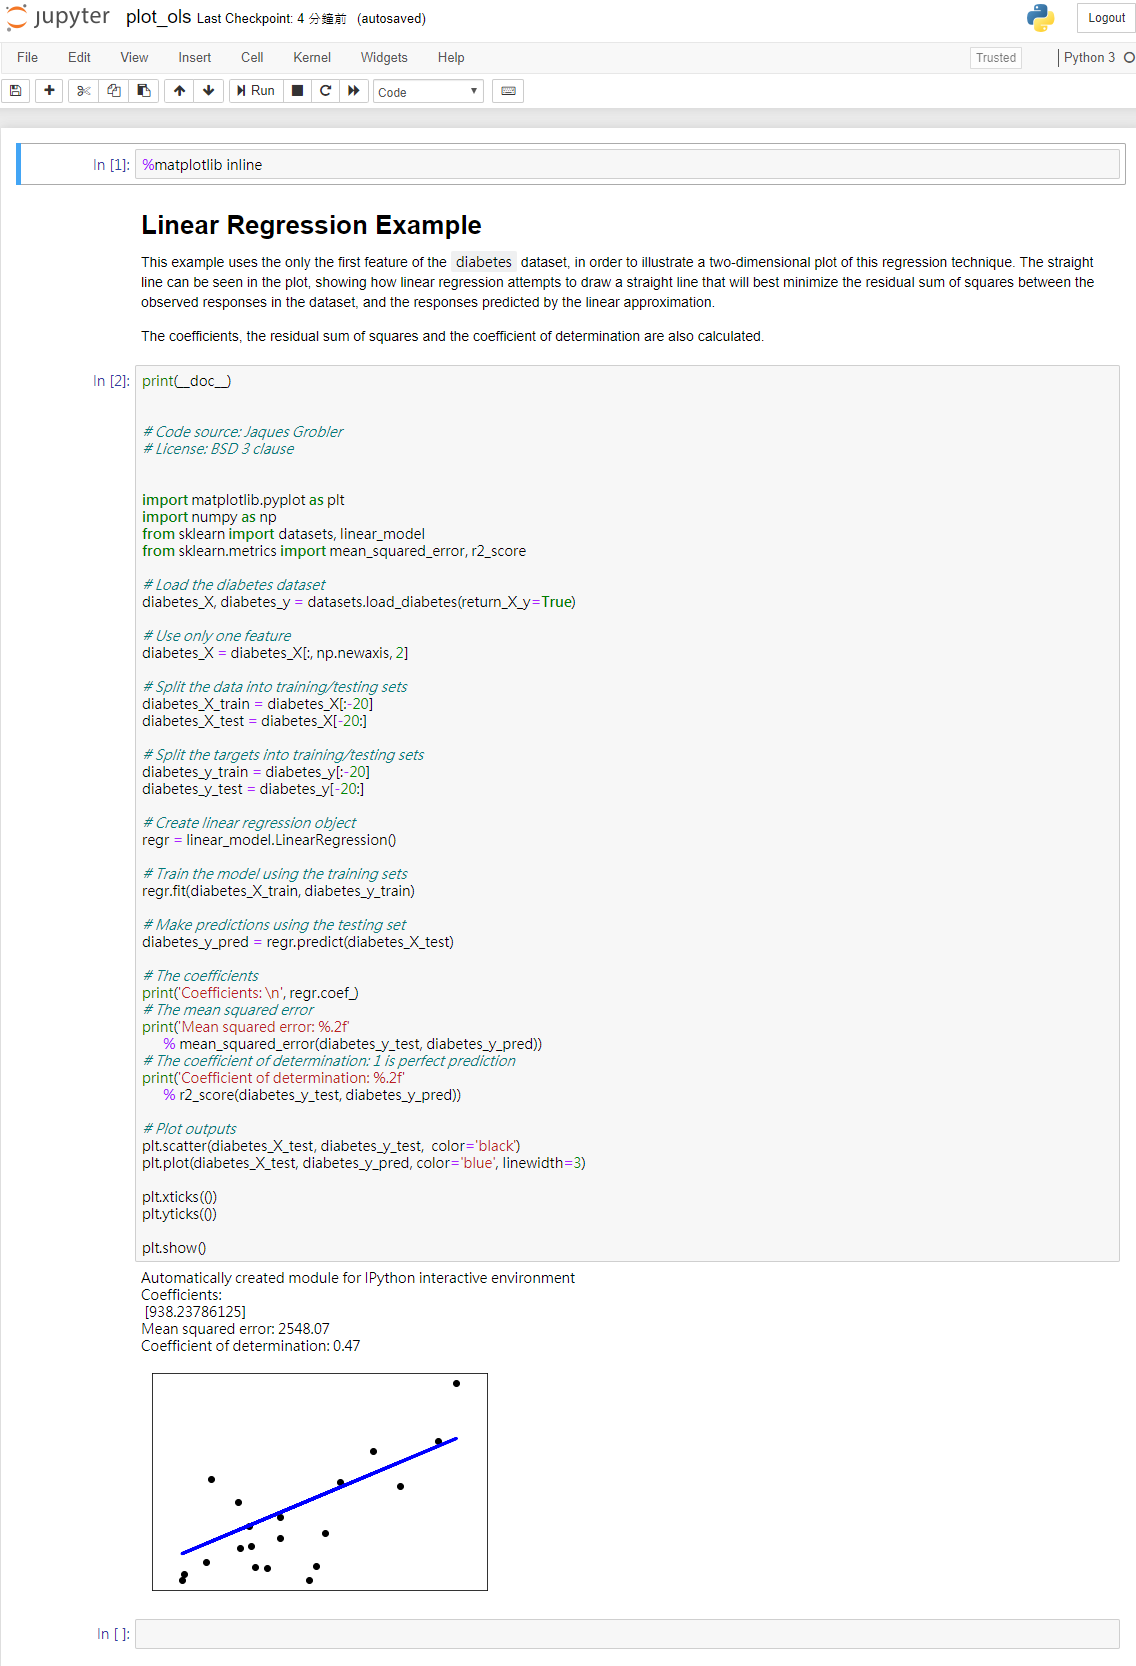 jupyter plot_ols Last Checkpoint: 4 分鐘前 (autosaved)
Logout
File Edit View Insert Cell Kernel Widgets Help
Trusted
Python 3
Run
Code
In [1]: %matplotlib inline
Linear Regression Example
This example uses the only the first feature of the diabetes dataset, in order to illustrate a two-dimensional plot of this regression technique. The straight
line can be seen in the plot, showing how linear regression attempts to draw a straight line that will best minimize the residual sum of squares between the
observed responses in the dataset, and the responses predicted by the linear approximation.
The coefficients, the residual sum of squares and the coefficient of determination are also calculated.
In [2]: print(__doc__)
# Code source: Jaques Grobler
# License: BSD 3 clause
import matplotlib.pyplot as plt
import numpy as np
from sklearn import datasets, linear_model
from sklearn.metrics import mean_squared_error, r2_score
# Load the diabetes dataset
diabetes_X, diabetes_y = datasets.load_diabetes(return_X_y=True)
# Use only one feature
diabetes_X = diabetes_X[:, np.newaxis, 2]
# Split the data into training/testing sets
diabetes_X_train = diabetes_X[:-20]
diabetes_X_test = diabetes_X[-20:]
# Split the targets into training/testing sets
diabetes_y_train = diabetes_y[:-20]
diabetes_y_test = diabetes_y[-20:]
# Create linear regression object
regr = linear_model.LinearRegression()
# Train the model using the training sets
regr.fit(diabetes_X_train, diabetes_y_train)
# Make predictions using the testing set
diabetes_y_pred = regr.predict(diabetes_X_test)
# The coefficients
print('Coefficients: \n', regr.coef_)
# The mean squared error
print('Mean squared error: %.2f'
% mean_squared_error(diabetes_y_test, diabetes_y_pred))
# The coefficient of determination: 1 is perfect prediction
print('Coefficient of determination: %.2f'
% r2_score(diabetes_y_test, diabetes_y_pred))
# Plot outputs
plt.scatter(diabetes_X_test, diabetes_y_test,  color='black')
plt.plot(diabetes_X_test, diabetes_y_pred, color='blue', linewidth=3)
plt.xticks(())
plt.yticks(())
plt.show()
Automatically created module for IPython interactive environment
Coefficients:
[938.23786125]
Mean squared error: 2548.07
Coefficient of determination: 0.47
In [ ]: